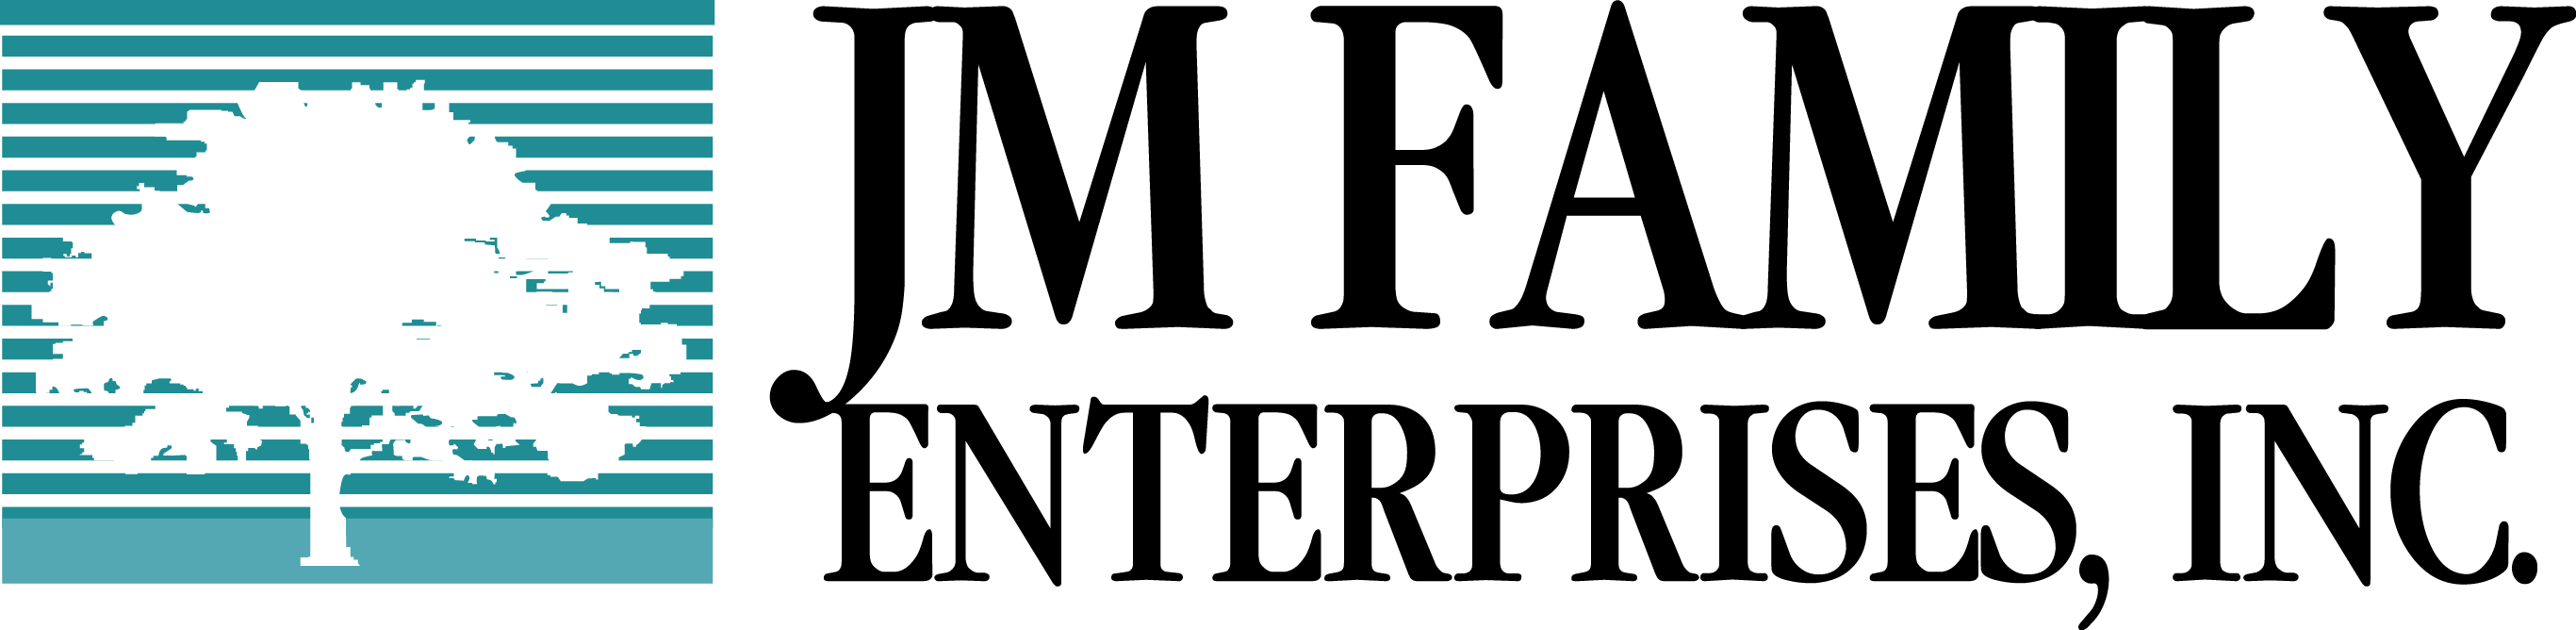 JM FAMILY
ENTERPRISES, INC.